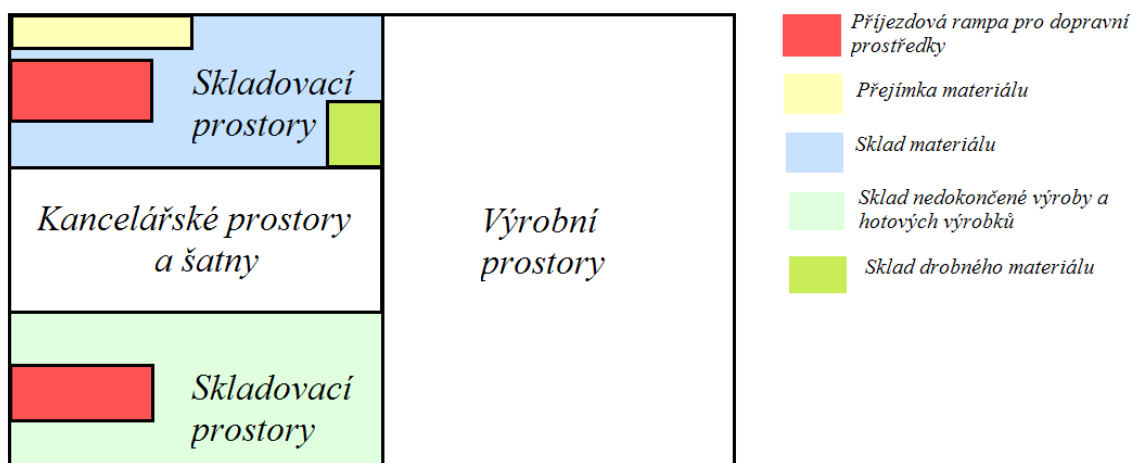 Skladovací
prostory
Kancelářské prostory
a šatny
Skladovací
prostory
Výrobní
prostory
Příjezdová rampa pro dopravní
prostředky
Přejímka materiálu
Sklad materiálu
Sklad nedokončené výroby a
hotových výrobků
Sklad drobného materiálu